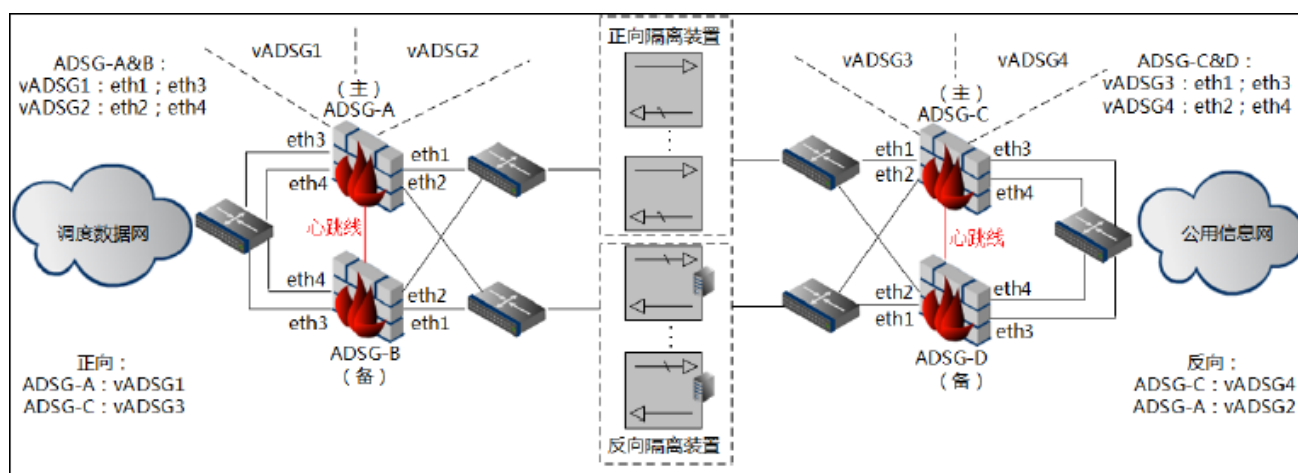 ADSG-A&B：
vADSG1：eth1；eth3
vADSG2：eth2；eth4
vADSG1
vADSG2
（主）
ADSG-A
eth3
eth4
eth1
eth2
心跳线
调度数据网
eth4
eth3
eth2
eth1
ADSG-B
（备）
正向：
ADSG-A：vADSG1
ADSG-C：vADSG3
正向隔离装置
反向隔离装置
vADSG3
vADSG4
（主）
ADSG-C
ADSG-C&D：
vADSG3：eth1；eth3
vADSG4：eth2；eth4
eth1
eth2
eth3
eth4
心跳线
公用信息网
eth2
eth1
eth4
eth3
ADSG-D
（备）
反向：
ADSG-C：vADSG4
ADSG-A：vADSG2